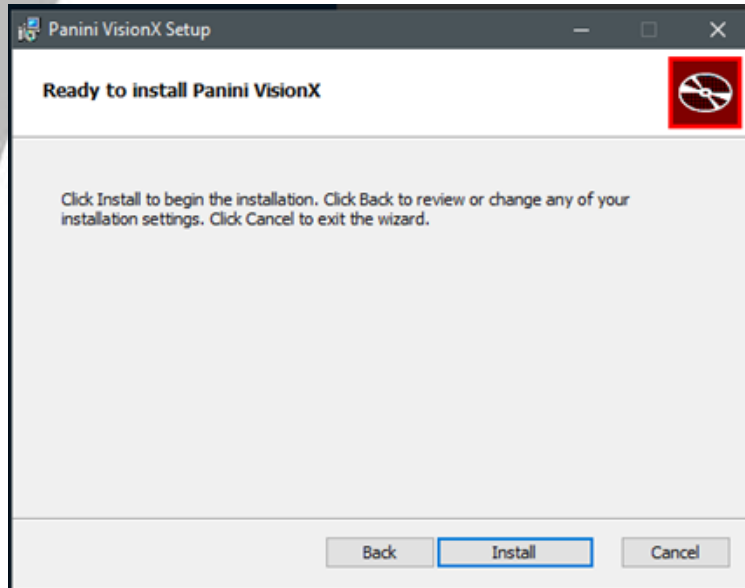 Panini VisionX Setup
Ready to install Panini VisionX
Click Install to begin the installation. Click Back to review or change any of your
installation settings. Click Cancel to exit the wizard.
Back Install Cancel